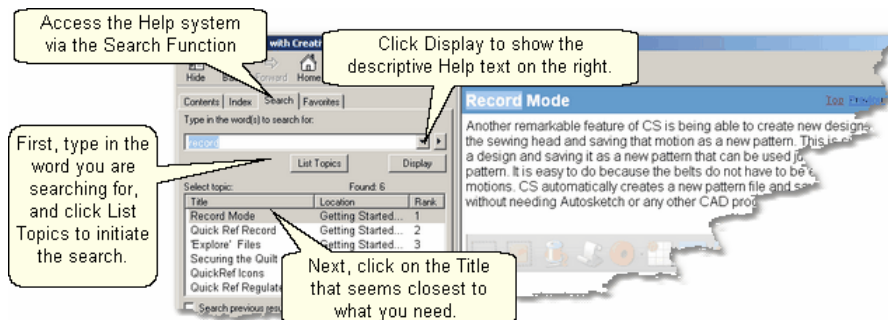 Access the Help system
via the Search Function
Click Display to show the
descriptive Help text on the right.
First, type in the
word you are
searching for,
and click List
Topics to initiate
the search.
Next, click on the Title
that seems closest to
what you need.
with Creati
Hide
Forward
Home
Contents
Index
Search
Favorites
Type in the word(s) to search for:
record
List Topics
Display
Select topic:
Found: 6
Title
Location
Rank
Record Mode
Getting Started...
1
Quick Ref Record
Getting Started...
2
'Explore' Files
Getting Started...
3
Securing the Quilt
QuickRef Icons
Quick Ref Regulate
Search previous
Record Mode
Top
Another remarkable feature of CS is being able to create new designs
the sewing head and saving that motion as a new pattern. This is
a design and saving it as a new pattern that can be used
pattern. It is easy to do because the belts do not have to be
motions. CS automatically creates a new pattern file and
without needing Autosketch or any other CAD